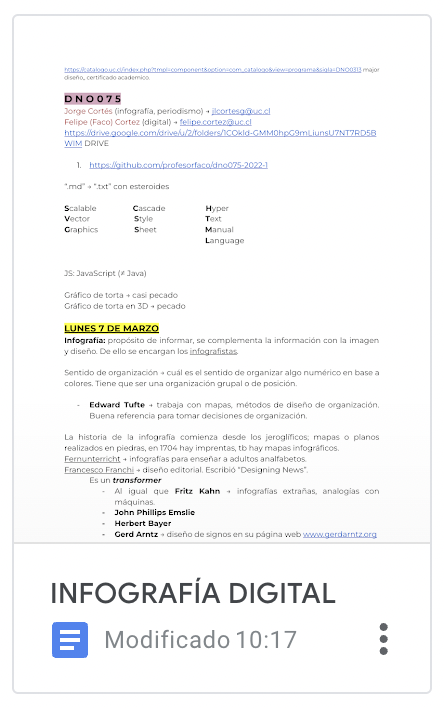 https://catalogo.uc.cl/index.php?tmpl=component&option=com_catalogo&view=programa&sigla=DNO0313 major
diseño,, certificado academico.
DNO075
Jorge Cortés (infografía, periodismo) → jlcortesg@uc.cl
Felipe (Faco) Cortez (digital) → felipe.cortez@uc.cl
https://drive.google.com/drive/u/2/folders/1COkId-GMM0hpG9mLiunsU7NT7RD5B
WIM DRIVE
1. https://github.com/profesorfaco/dno075-2022-1
“.md” → “.txt” con esteroides
Scalable Cascade Hyper
Vector Style Text
Graphics Sheet Manual
Language
JS: JavaScript (≠ Java)
Gráfico de torta → casi pecado
Gráfico de torta en 3D → pecado
LUNES 7 DE MARZO
Infografía: propósito de informar, se complementa la información con la imagen
y diseño. De ello se encargan los infografistas.
Sentido de organización → cuál es el sentido de organizar algo numérico en base a
colores. Tiene que ser una organización grupal o de posición.
- Edward Tufte → trabaja con mapas, métodos de diseño de organización.
Buena referencia para tomar decisiones de organización.
La historia de la infografía comienza desde los jeroglíficos; mapas o planos
realizados en piedras, en 1704 hay imprentas, tb hay mapas infográficos.
Fernunterricht → infografías para enseñar a adultos analfabetos.
Francesco Franchi → diseño editorial. Escribió “Designing News”.
Es un transformer
- Al igual que Fritz Kahn → infografías extrañas, analogías con
máquinas.
- John Phillips Emslie
- Herbert Bayer
- Gerd Arntz → diseño de signos en su página web www.gerdarntz.org
INFOGRAFÍA DIGITAL
Modificado 10:17